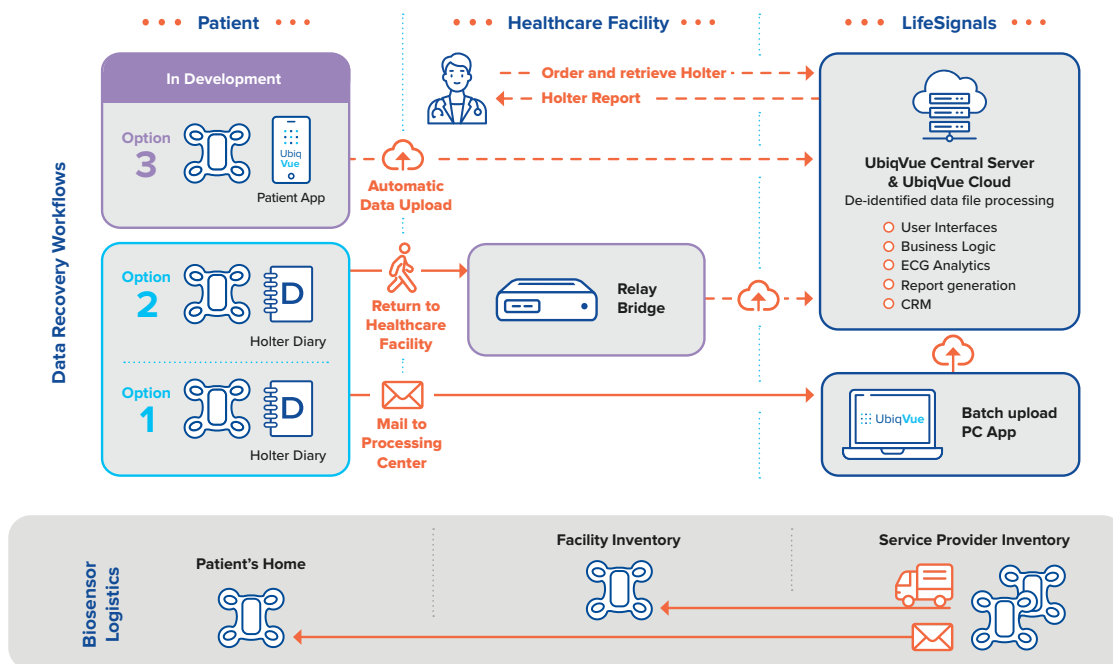 Patient
Healthcare Facility
LifeSignals
Data Recovery Workflows
In Development
Option
3
Ubiq
Vue
Patient App
Automatic
Data Upload
Order and retrieve Holter
Holter Report
UbiqVue Central Server
& UbiqVue Cloud
De-identified data file processing
User Interfaces
Business Logic
ECG Analytics
Report generation
CRM
Option
2
D
Holter Diary
Return to
Healthcare
Facility
Relay
Bridge
Option
1
D
Holter Diary
Mail to
Processing
Center
UbiqVue
Batch upload
PC App
Biosensor
Logistics
Patient's Home
Facility Inventory
Service Provider Inventory